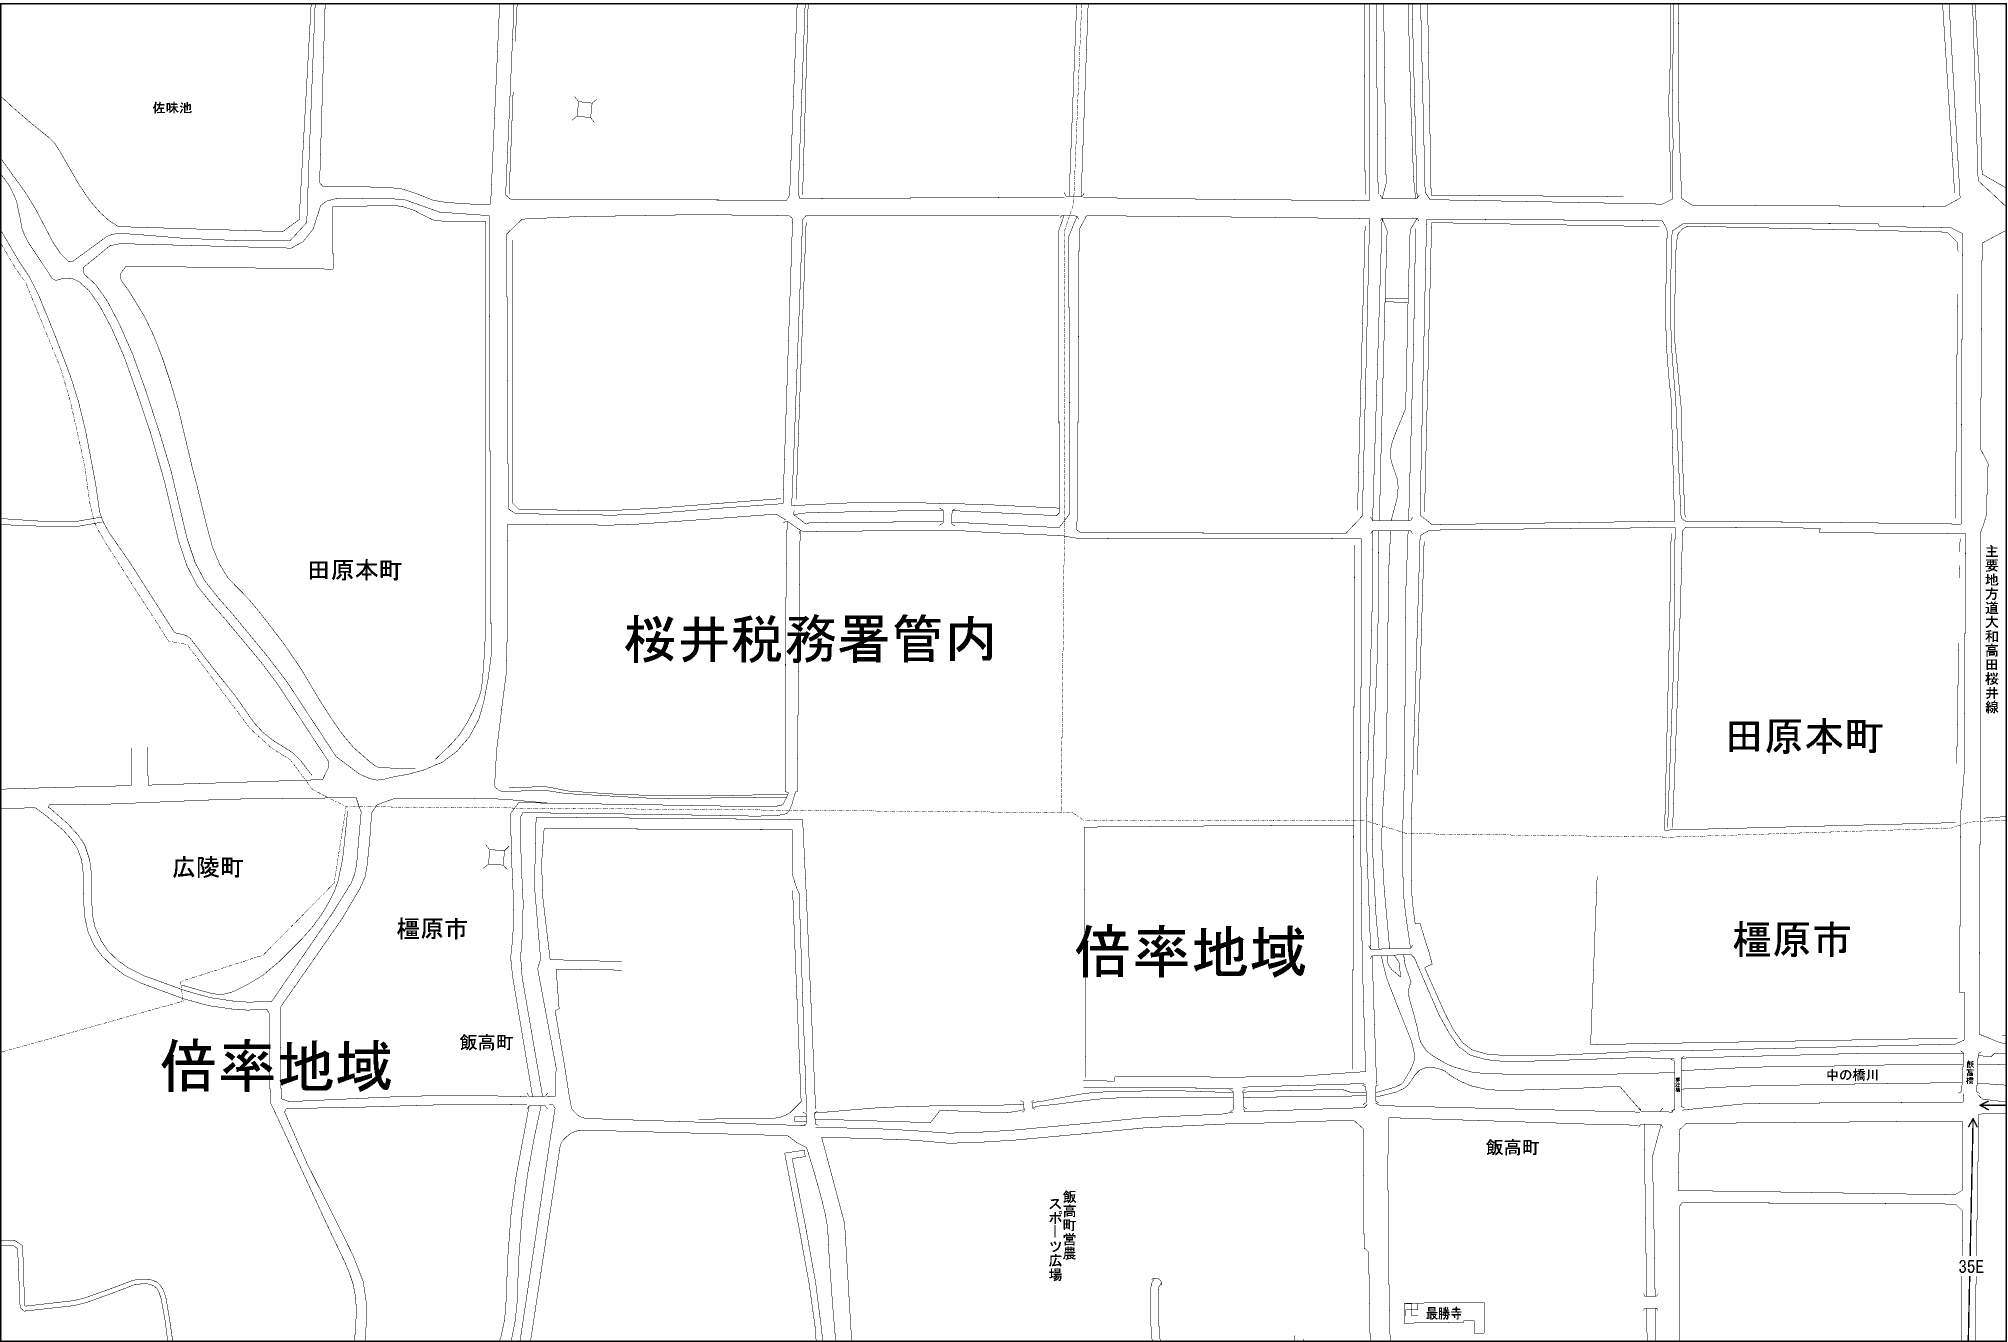 佐味池
田原本町
桜井税務署管内
主要地方道大和高田桜井線
田原本町
広陵町
橿原市
倍率地域
橿原市
飯高町
倍率地域
中の橋川
飯高橋
飯高町
飯高町営農
スポーツ広場
35E
最勝寺